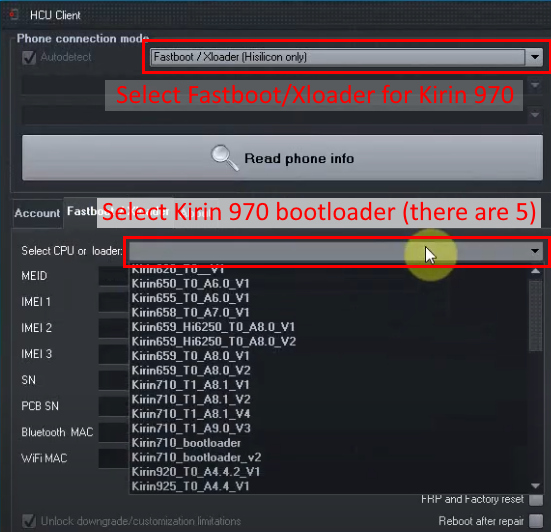 HCU Client
Phone connection mode
Autodetect
Fastboot / Xloader (Hisilicon only)
Select Fastboot/Xloader for Kirin 970
Read phone info
Account
Select Kirin 970 bootloader (there are 5)
Select CPU or loader:
Kirin620_T0__V1
MEID
Kirin650_T0_A6.0_V1
Kirin655_T0_A6.0_V1
IMEI 1
Kirin658_T0_A7.0_V1
Kirin659_Hi6250_T0_A8.0_V1
IMEI 2
Kirin659_Hi6250_T0_A8.0_V2
IMEI 3
Kirin659_T0_A8.0_V1
Kirin659_T0_A8.0_V2
SN
Kirin710_T1_A8.1_V1
Kirin710_T1_A8.1_V2
PCB SN
Kirin710_T1_A8.1_V4
Kirin710_T1_A9.0_V3
Bluetooth MAC
Kirin710_bootloader
WiFi MAC
Kirin710_bootloader_v2
Kirin920_T0_A4.4.2_V1
Kirin925_T0_A4.4_V1
FRP and Factory reset
Unlock downgrade/customization limitations
Reboot after repair